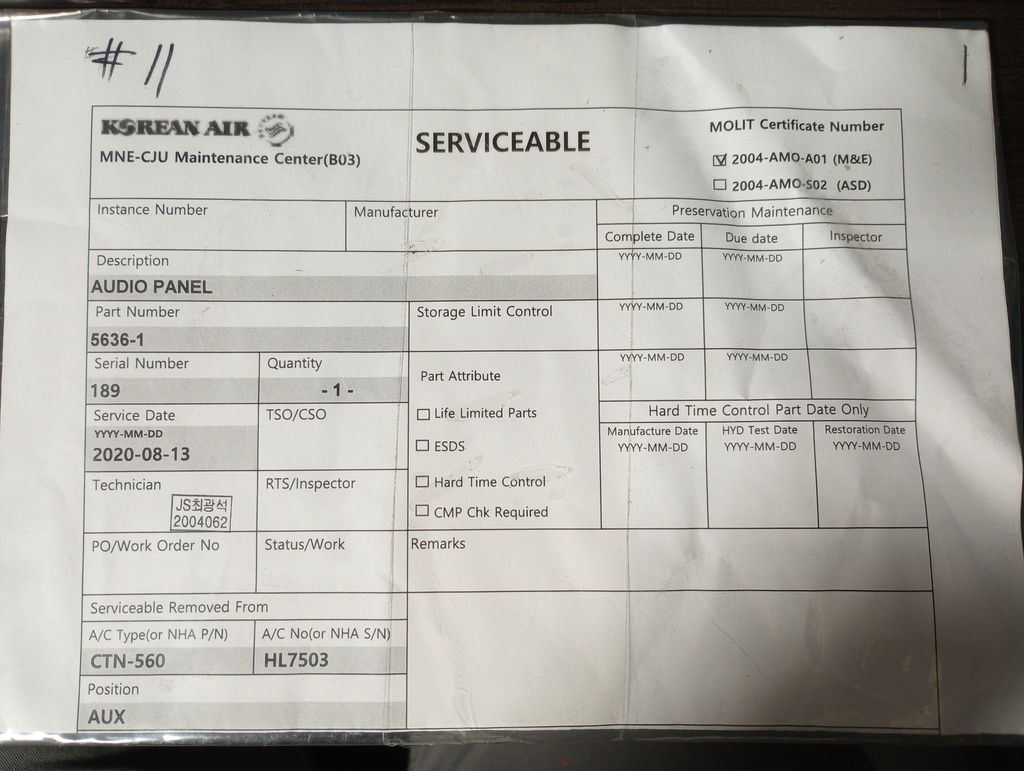 # 11
KOREAN AIR
MNE-CJU Maintenance Center(B03)
SERVICEABLE
MOLIT Certificate Number
☑ 2004-AMO-A01 (M&E)
☐ 2004-AMO-S02 (ASD)
Instance Number
Manufacturer
Preservation Maintenance
Complete Date
Due date
Inspector
YYYY-MM-DD
YYYY-MM-DD
Description
AUDIO PANEL
Part Number
5636-1
Storage Limit Control
YYYY-MM-DD
YYYY-MM-DD
Serial Number
189
Quantity
- 1 -
Part Attribute
YYYY-MM-DD
YYYY-MM-DD
☐ Life Limited Parts
☐ ESDS
☐ Hard Time Control
☐ CMP Chk Required
Hard Time Control Part Date Only
Manufacture Date
YYYY-MM-DD
HYD Test Date
YYYY-MM-DD
Restoration Date
YYYY-MM-DD
Service Date
YYYY-MM-DD
2020-08-13
TSO/CSO
Technician
JS최광석
2004062
RTS/Inspector
PO/Work Order No
Status/Work
Remarks
Serviceable Removed From
A/C Type(or NHA P/N)
CTN-560
A/C No(or NHA S/N)
HL7503
Position
AUX